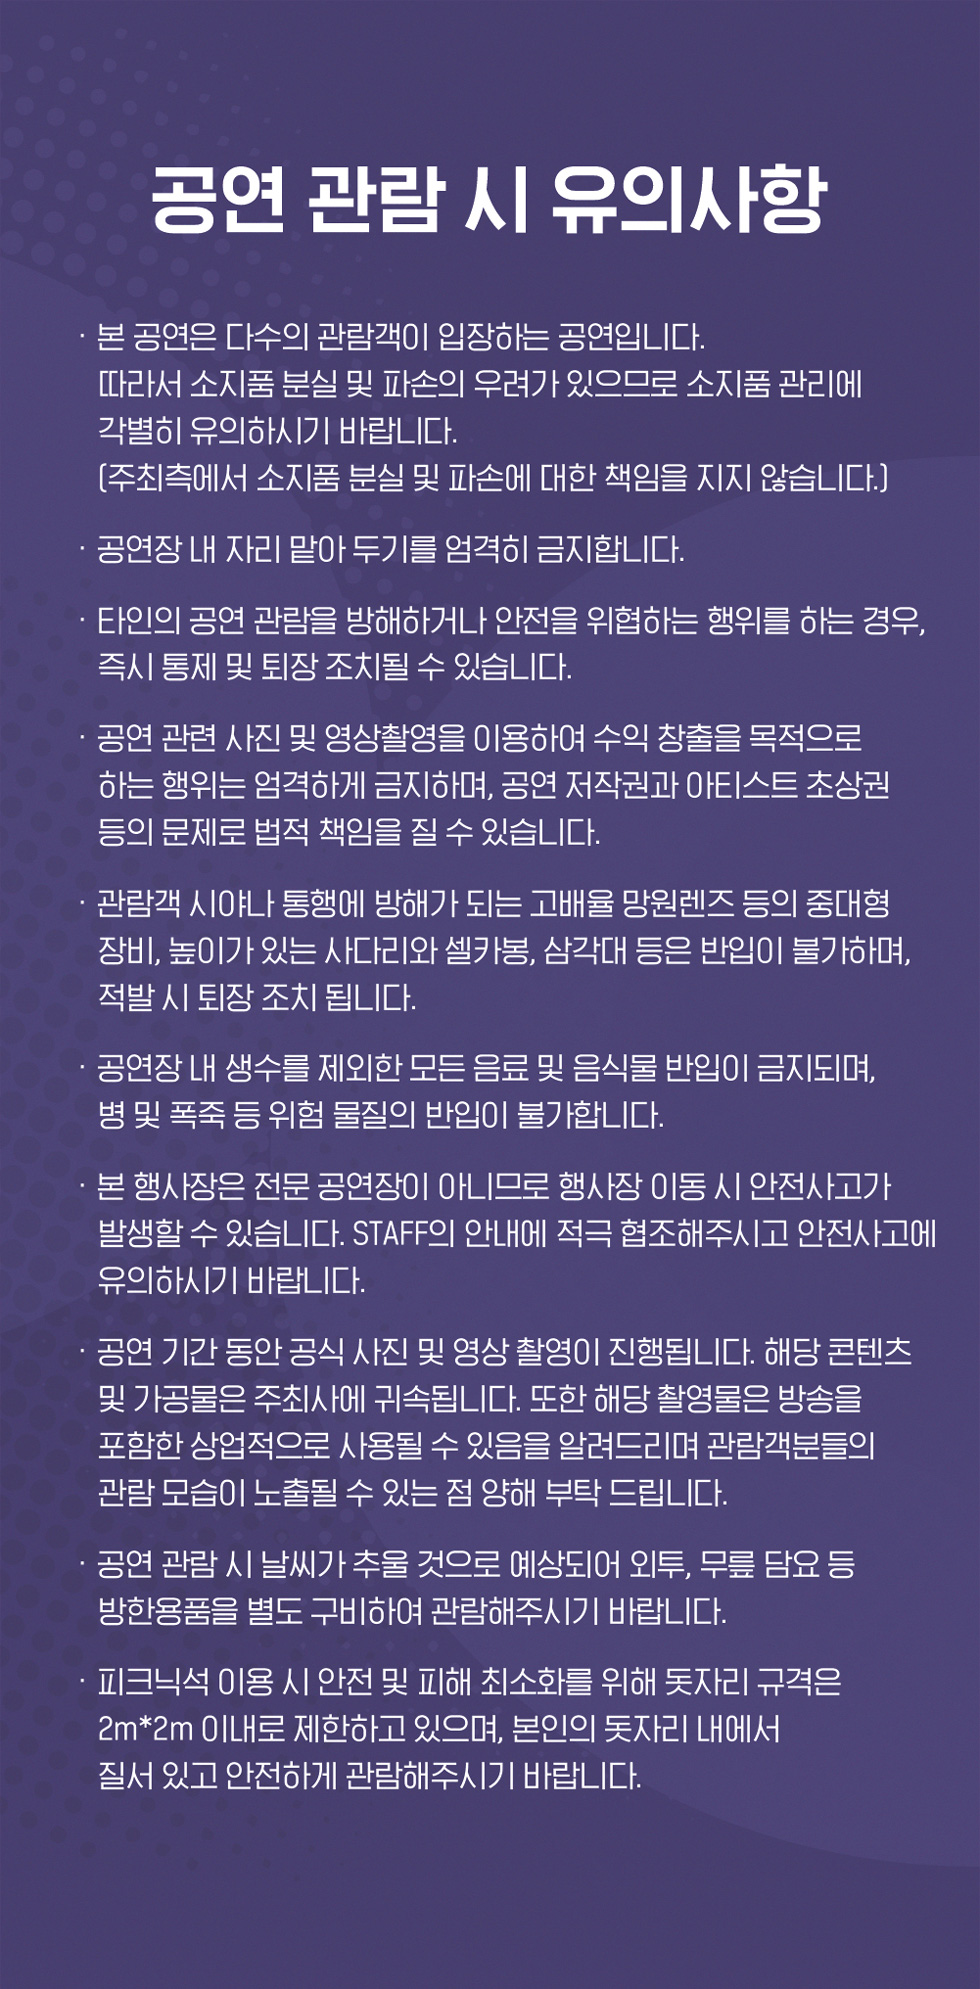 공연 관람 시 유의사항
· 본 공연은 다수의 관람객이 입장하는 공연입니다.
따라서 소지품 분실 및 파손의 우려가 있으므로 소지품 관리에
각별히 유의하시기 바랍니다.
(주최측에서 소지품 분실 및 파손에 대한 책임을 지지 않습니다.)
· 공연장 내 자리 맡아 두기를 엄격히 금지합니다.
· 타인의 공연 관람을 방해하거나 안전을 위협하는 행위를 하는 경우,
즉시 통제 및 퇴장 조치될 수 있습니다.
· 공연 관련 사진 및 영상촬영을 이용하여 수익 창출을 목적으로
하는 행위는 엄격하게 금지하며, 공연 저작권과 아티스트 초상권
등의 문제로 법적 책임을 질 수 있습니다.
· 관람객 시야나 통행에 방해가 되는 고배율 망원렌즈 등의 중대형
장비, 높이가 있는 사다리와 셀카봉, 삼각대 등은 반입이 불가하며,
적발 시 퇴장 조치 됩니다.
· 공연장 내 생수를 제외한 모든 음료 및 음식물 반입이 금지되며,
병 및 폭죽 등 위험 물질의 반입이 불가합니다.
· 본 행사장은 전문 공연장이 아니므로 행사장 이동 시 안전사고가
발생할 수 있습니다. STAFF의 안내에 적극 협조해주시고 안전사고에
유의하시기 바랍니다.
· 공연 기간 동안 공식 사진 및 영상 촬영이 진행됩니다. 해당 콘텐츠
및 가공물은 주최사에 귀속됩니다. 또한 해당 촬영물은 방송을
포함한 상업적으로 사용될 수 있음을 알려드리며 관람객분들의
관람 모습이 노출될 수 있는 점 양해 부탁 드립니다.
· 공연 관람 시 날씨가 추울 것으로 예상되어 외투, 무릎 담요 등
방한용품을 별도 구비하여 관람해주시기 바랍니다.
· 피크닉석 이용 시 안전 및 피해 최소화를 위해 돗자리 규격은
2m*2m 이내로 제한하고 있으며, 본인의 돗자리 내에서
질서 있고 안전하게 관람해주시기 바랍니다.